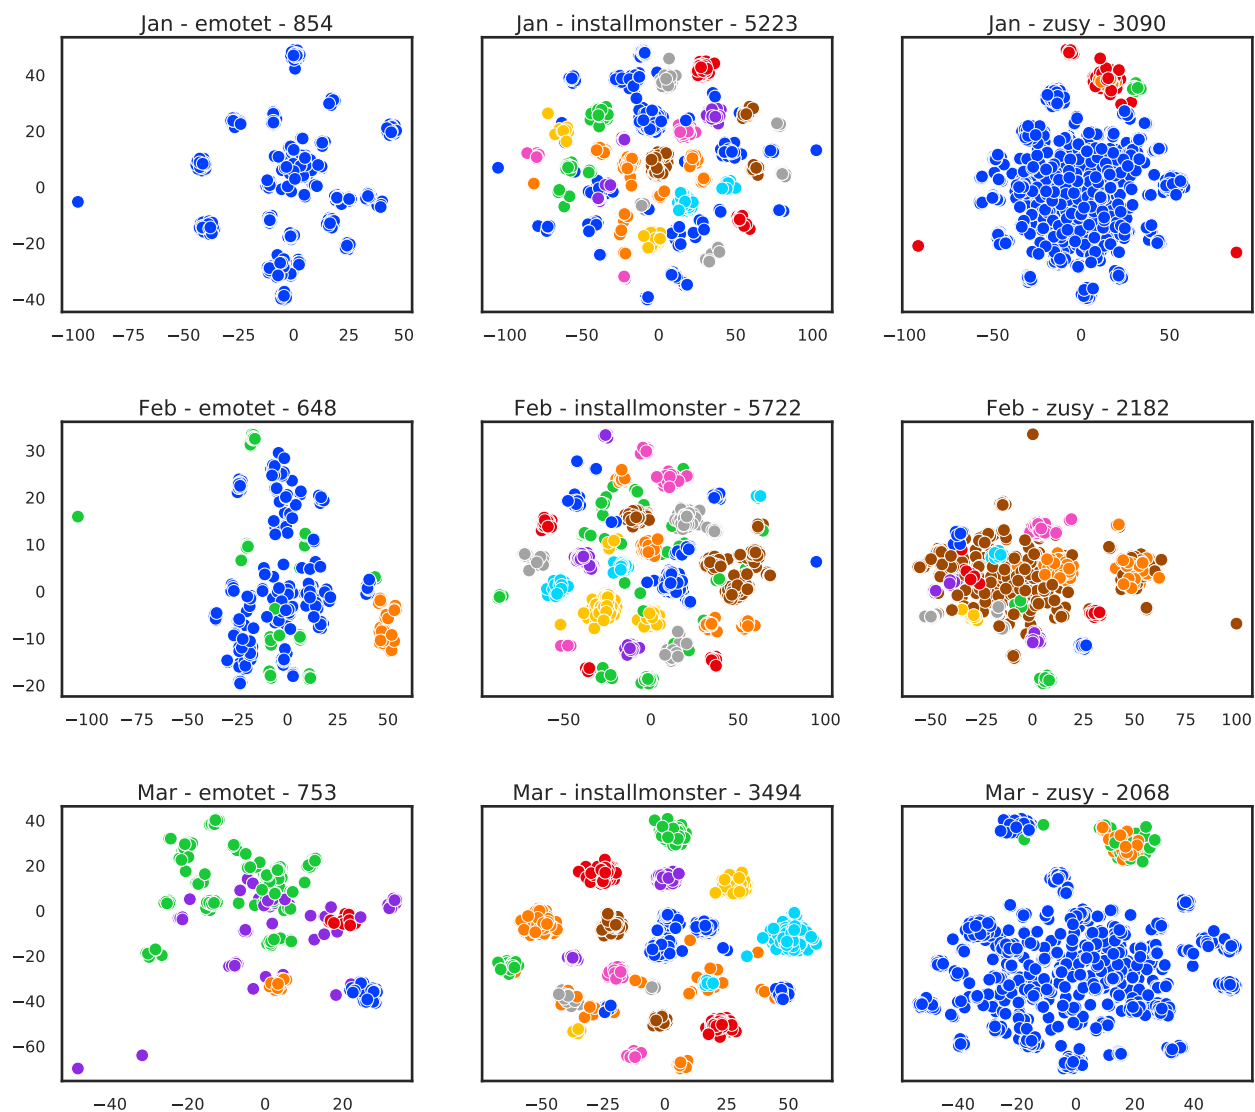 Jan - emotet - 854
Jan - installmonster - 5223
Jan - zusy - 3090
40
20
0
−20
−40
−100 −75 −50 −25 0 25 50
−100 −50 0 50 100
−100 −50 0 50
Feb - emotet - 648
Feb - installmonster - 5722
Feb - zusy - 2182
30
20
10
0
−10
−20
−100 −75 −50 −25 0 25 50
−50 0 50 100
−50 −25 0 25 50 75 100
Mar - emotet - 753
Mar - installmonster - 3494
Mar - zusy - 2068
40
20
0
−20
−40
−60
−40 −20 0 20
−50 −25 0 25 50 75
−40 −20 0 20 40